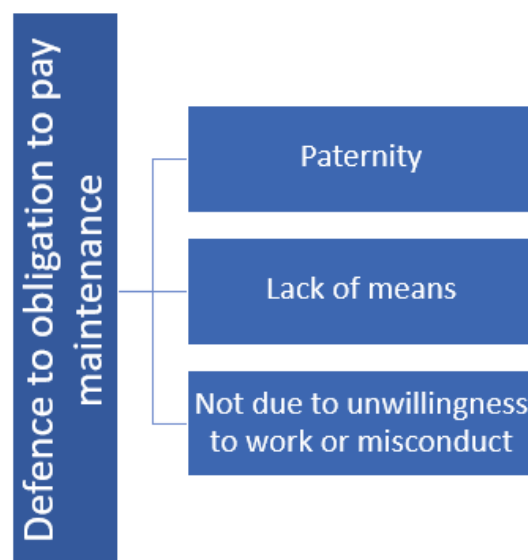 Defence to obligation to pay
maintenance
Paternity
Lack of means
Not due to unwillingness
to work or misconduct